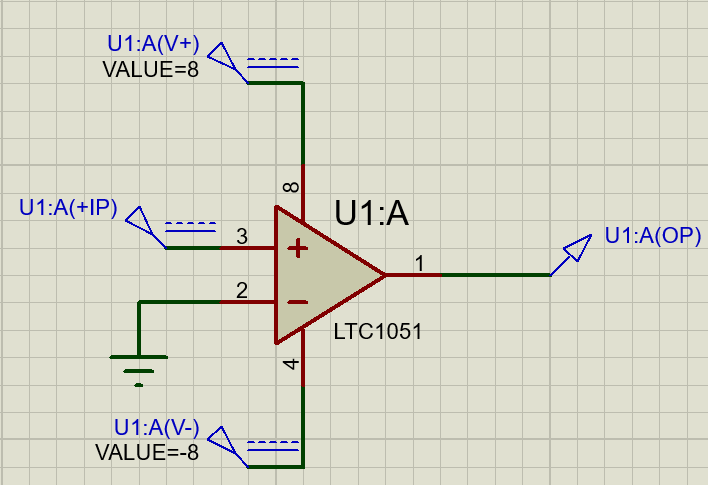 U1:A(V+)
VALUE=8
8
U1:A
U1:A(+IP)
3
+
1
U1:A(OP)
2
−
LTC1051
4
U1:A(V-)
VALUE=-8